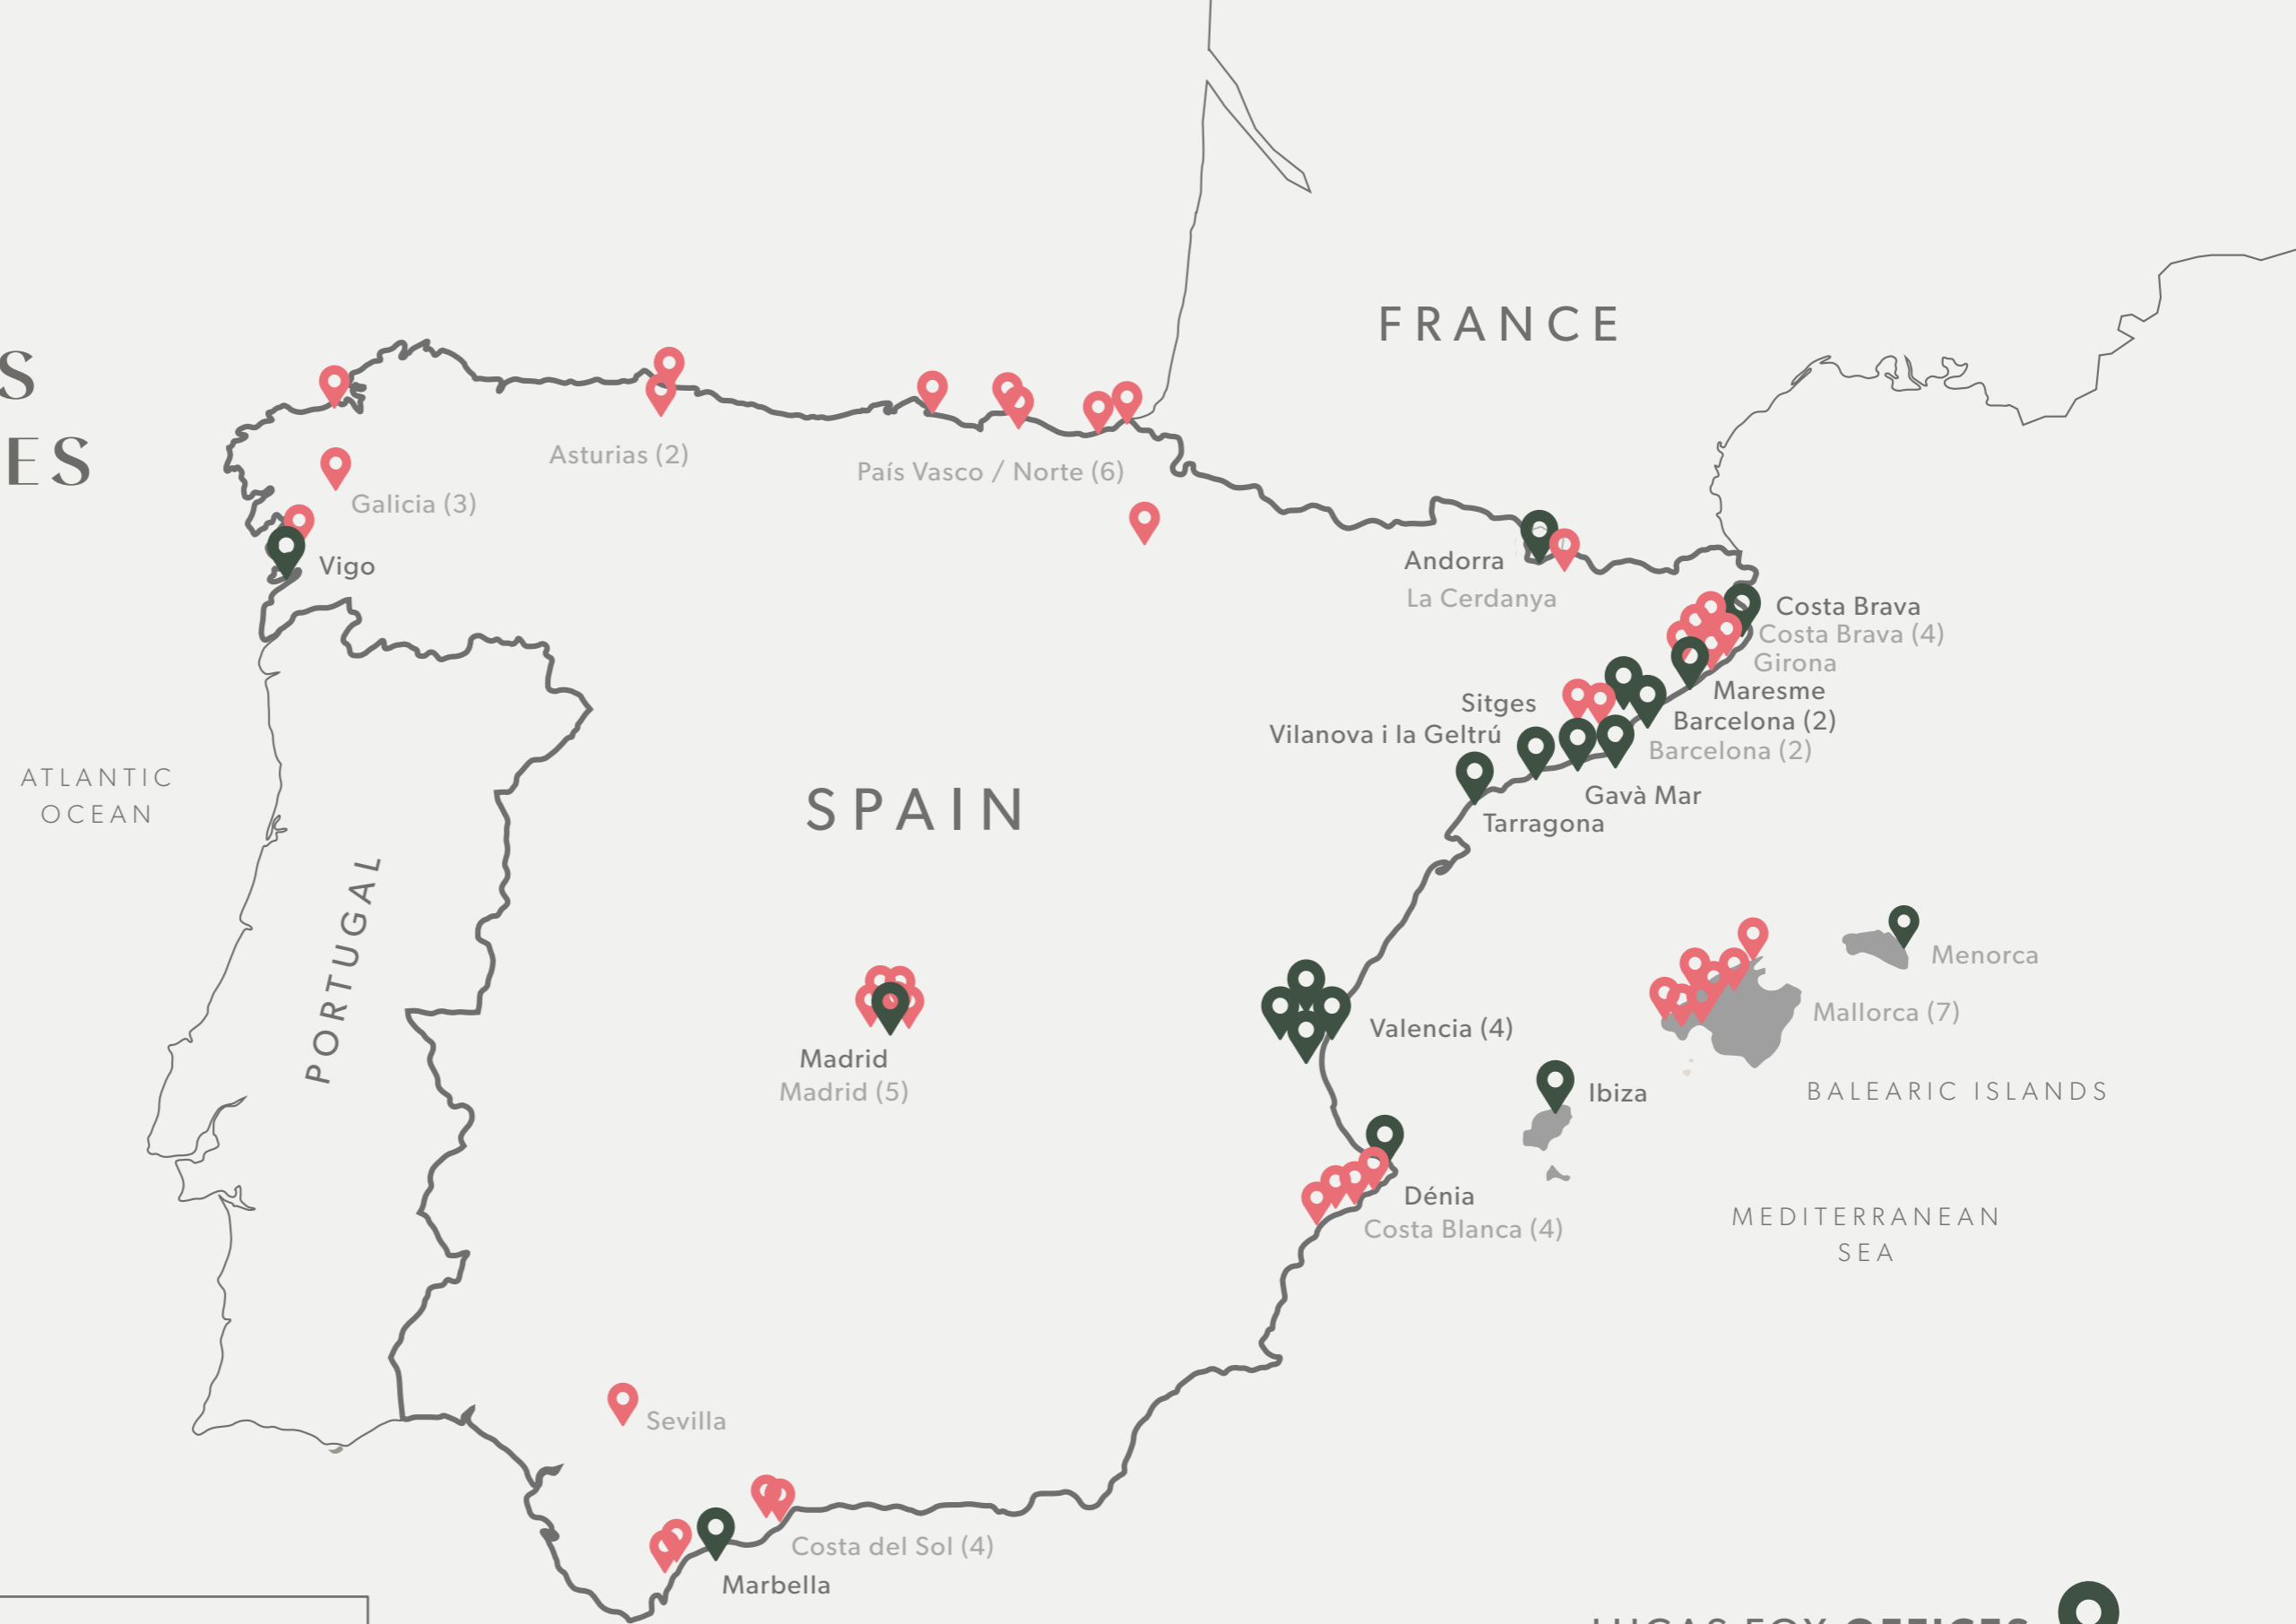 FRANCE
S
ES
Asturias (2)
País Vasco / Norte (6)
Galicia (3)
Vigo
Andorra
La Cerdanya
Costa Brava
Costa Brava (4)
Girona
Maresme
Sitges
Barcelona (2)
Vilanova i la Geltrú
Barcelona (2)
ATLANTIC
OCEAN
SPAIN
Gavà Mar
Tarragona
PORTUGAL
Menorca
Mallorca (7)
Valencia (4)
Madrid
Madrid (5)
Ibiza
BALEARIC ISLANDS
Dénia
Costa Blanca (4)
MEDITERRANEAN
SEA
Sevilla
Costa del Sol (4)
Marbella
LUCAS FOX OFFICES